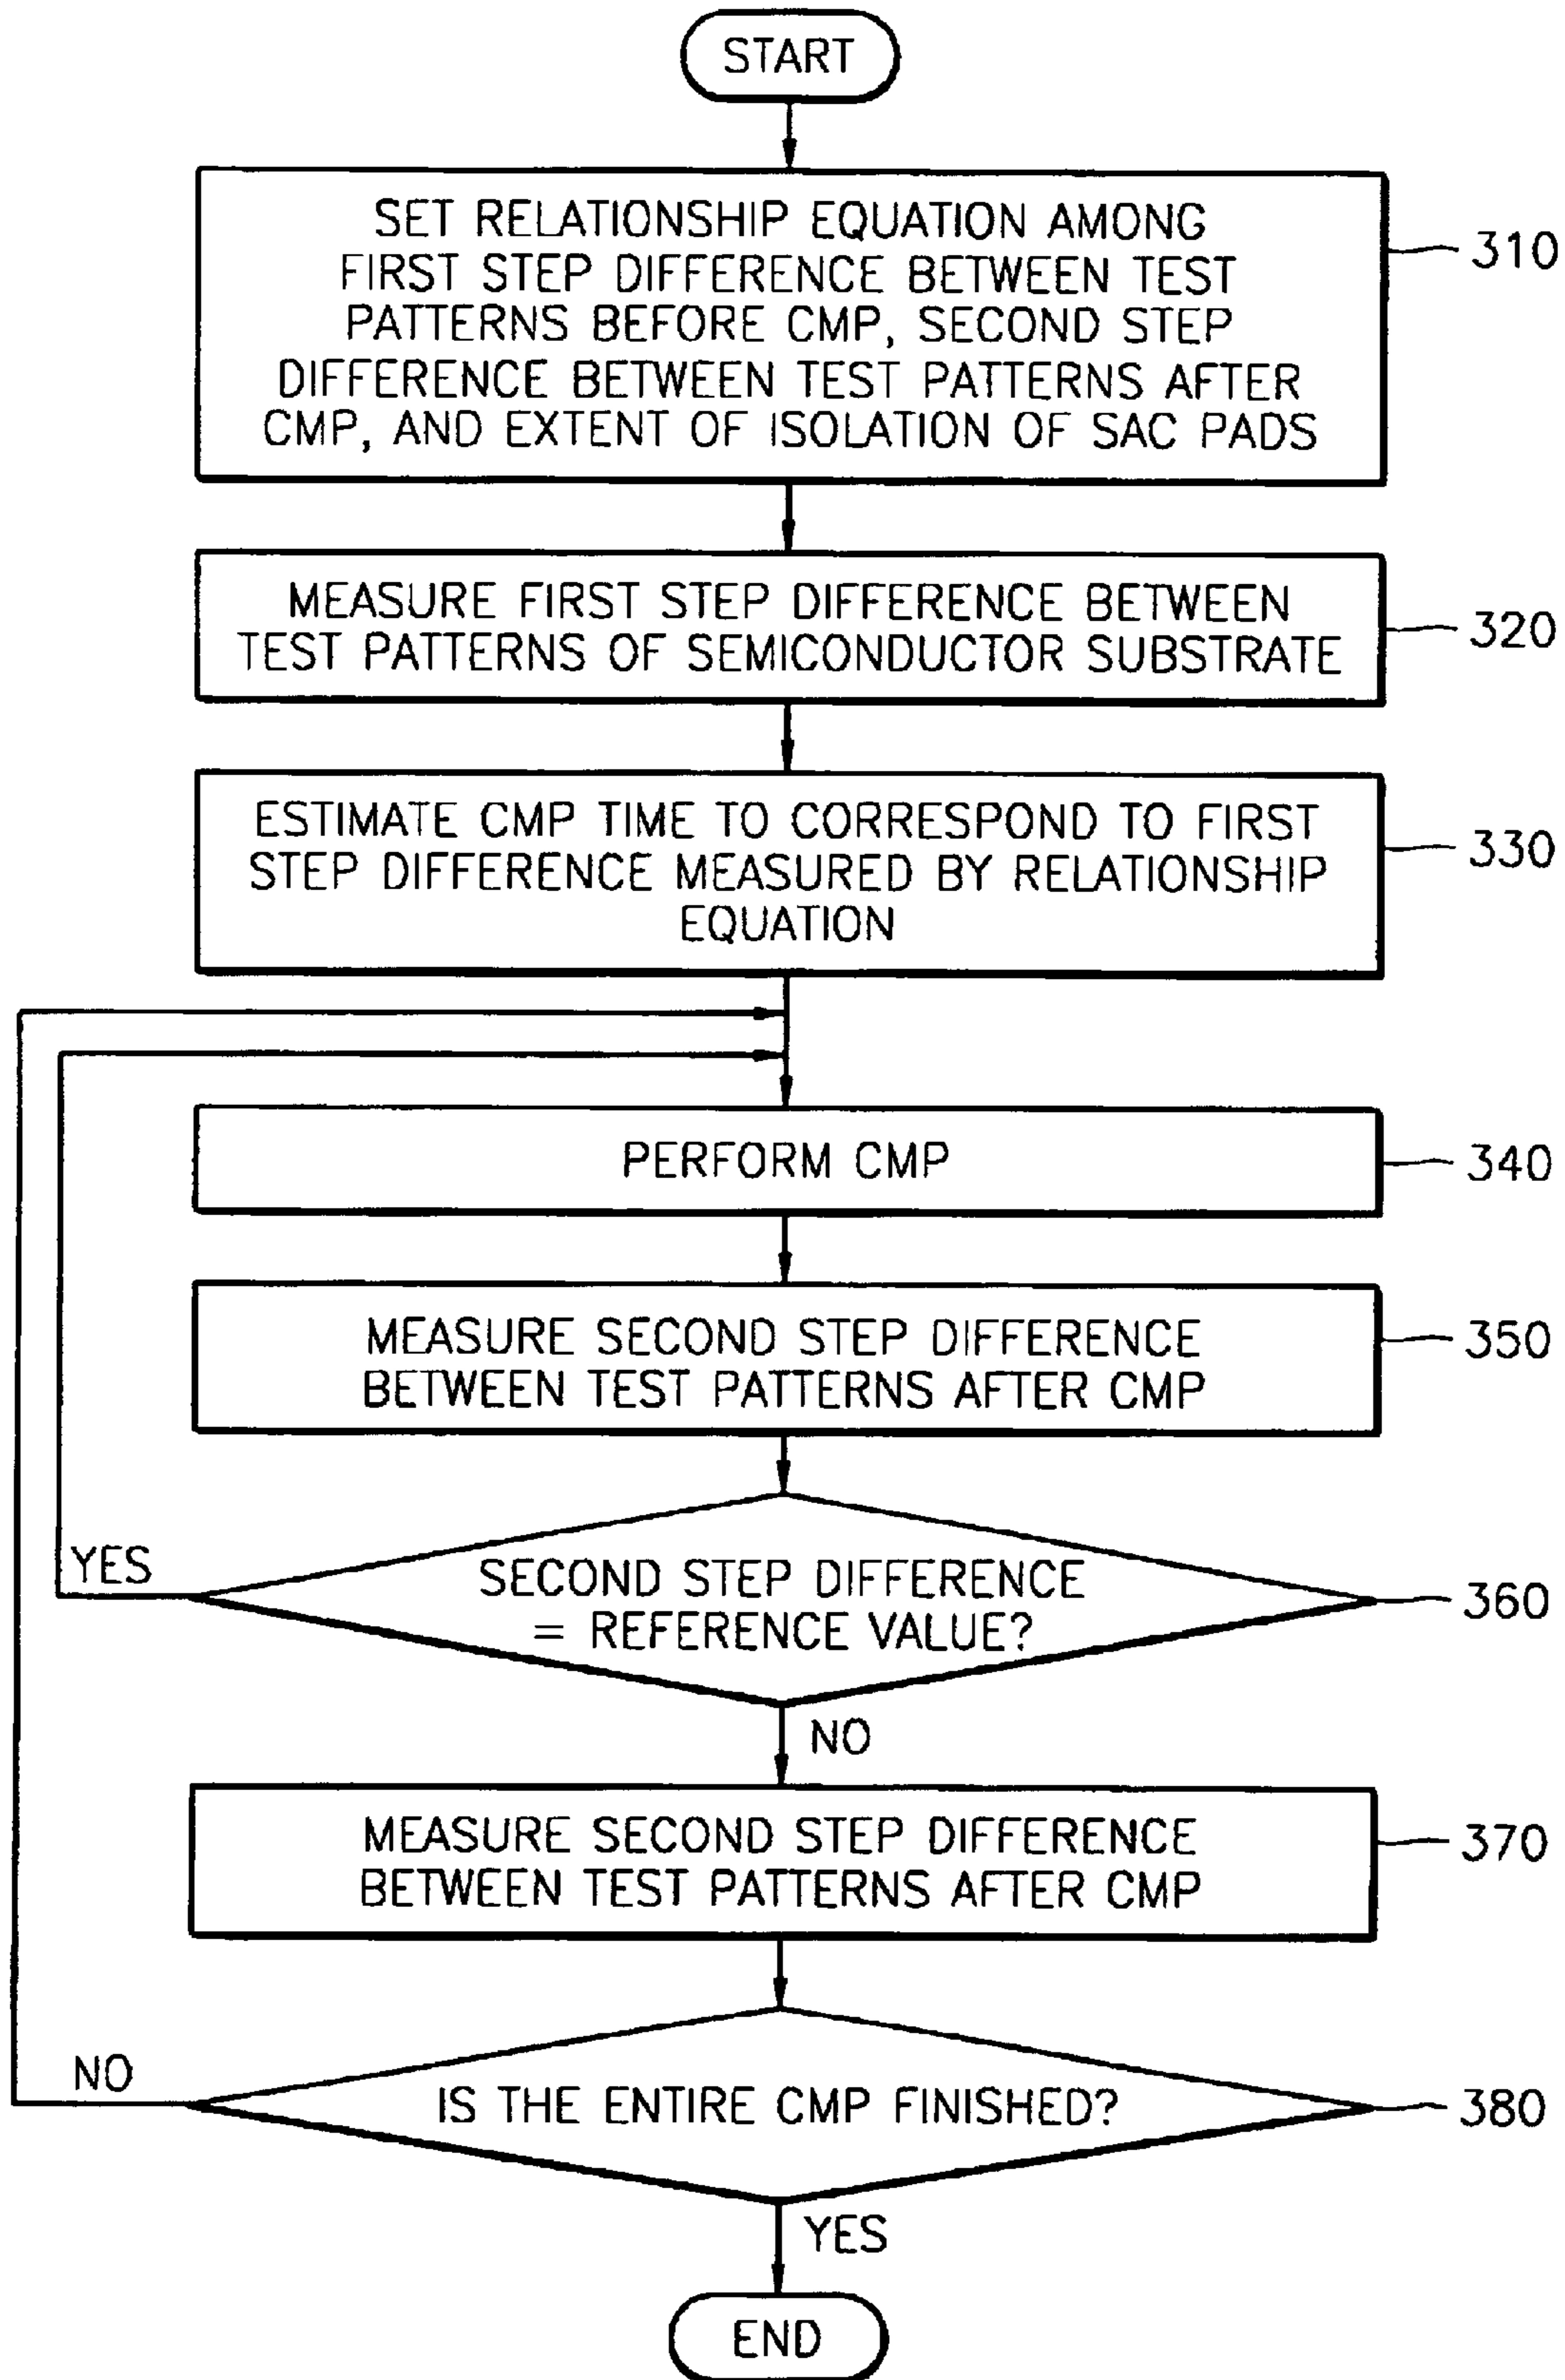 START
SET RELATIONSHIP EQUATION AMONG
FIRST STEP DIFFERENCE BETWEEN TEST
PATTERNS BEFORE CMP, SECOND STEP
DIFFERENCE BETWEEN TEST PATTERNS AFTER
CMP, AND EXTENT OF ISOLATION OF SAC PADS
310
MEASURE FIRST STEP DIFFERENCE BETWEEN
TEST PATTERNS OF SEMICONDUCTOR SUBSTRATE
320
ESTIMATE CMP TIME TO CORRESPOND TO FIRST
STEP DIFFERENCE MEASURED BY RELATIONSHIP
EQUATION
330
PERFORM CMP
340
MEASURE SECOND STEP DIFFERENCE
BETWEEN TEST PATTERNS AFTER CMP
350
YES
SECOND STEP DIFFERENCE
= REFERENCE VALUE?
360
NO
MEASURE SECOND STEP DIFFERENCE
BETWEEN TEST PATTERNS AFTER CMP
370
NO
IS THE ENTIRE CMP FINISHED?
380
YES
END